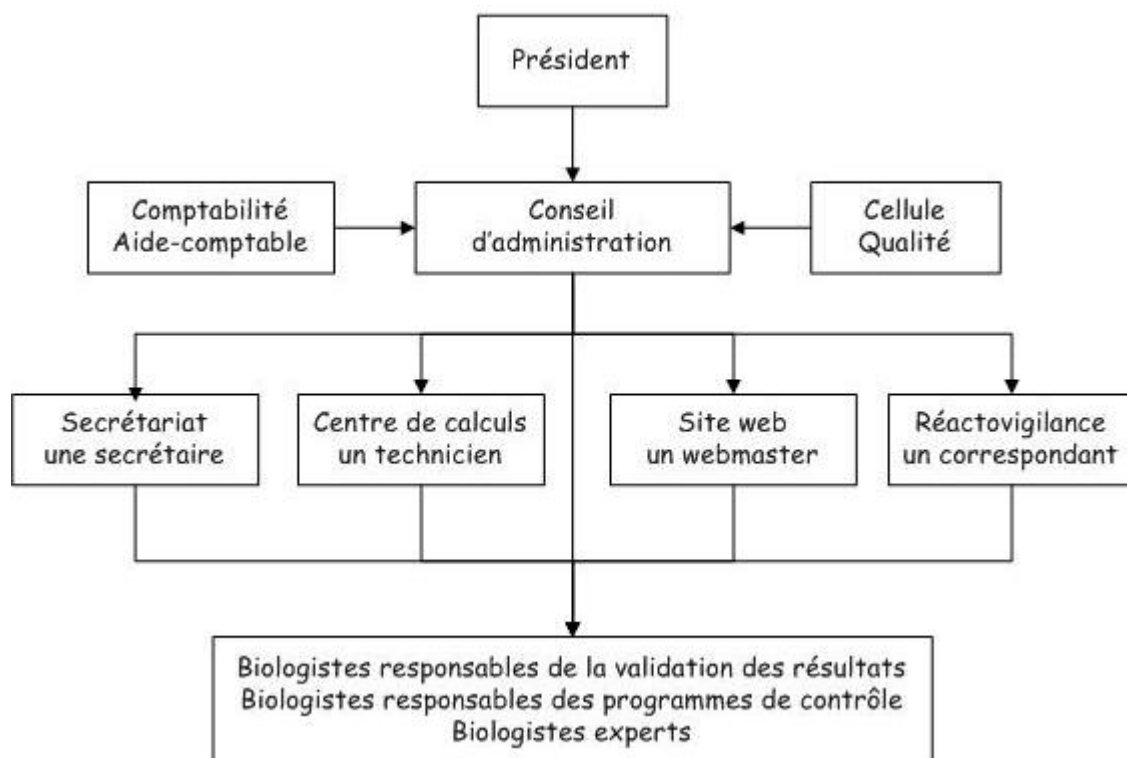 Président
Comptabilité
Aide-comptable
Conseil
d'administration
Cellule
Qualité
Secrétariat
une secrétaire
Centre de calculs
un technicien
Site web
un webmaster
Réactovigilance
un correspondant
Biologistes responsables de la validation des résultats
Biologistes responsables des programmes de contrôle
Biologistes experts